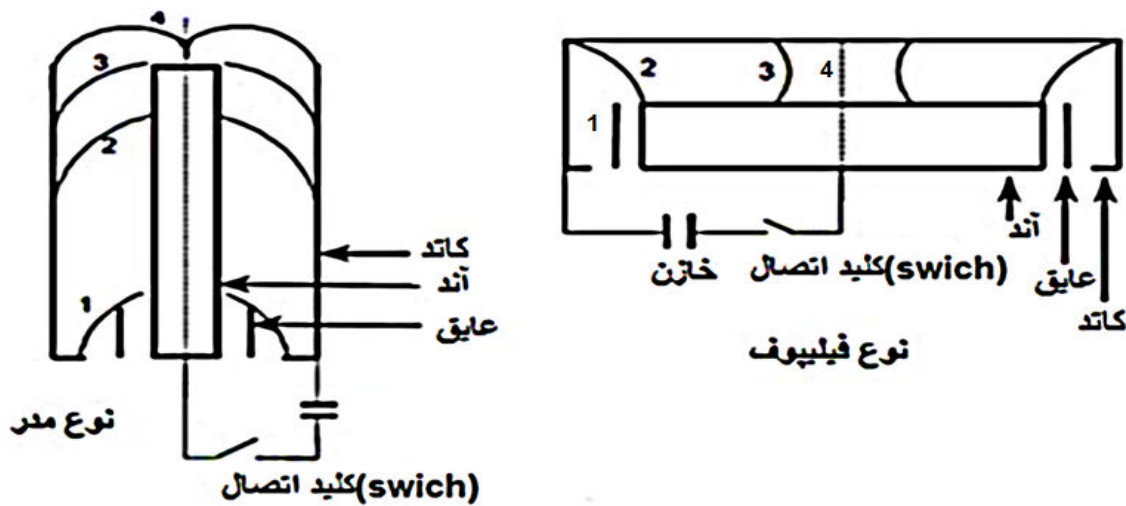 4
3
2
1
کاتد
آند
عایق
نوع مدر
کلید اتصال(swich)
2
3
4
1
آند
عایق
کاتد
خازن
کلید اتصال(swich)
نوع فیلیپوف